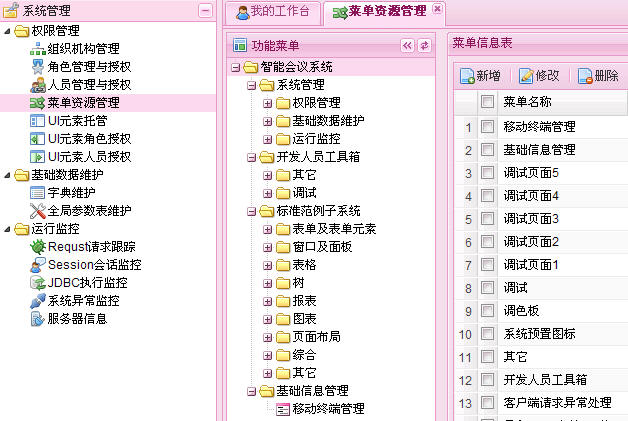 系统管理
权限管理
组织机构管理
角色管理与授权
人员管理与授权
菜单资源管理
UI元素托管
UI元素角色授权
UI元素人员授权
基础数据维护
字典维护
全局参数表维护
运行监控
Requst请求跟踪
Session会话监控
JDBC执行监控
系统异常监控
服务器信息
我的工作台
菜单资源管理
功能菜单
智能会议系统
系统管理
权限管理
基础数据维护
运行监控
开发人员工具箱
其它
调试
标准范例子系统
表单及表单元素
窗口及面板
表格
树
报表
图表
页面布局
综合
其它
基础信息管理
移动终端管理
菜单信息表
新增 修改 删除
菜单名称
1 移动终端管理
2 基础信息管理
3 调试页面5
4 调试页面4
5 调试页面3
6 调试页面2
7 调试页面1
8 调试
9 调色板
10 系统预置图标
11 其它
12 开发人员工具箱
13 客户端请求异常处理